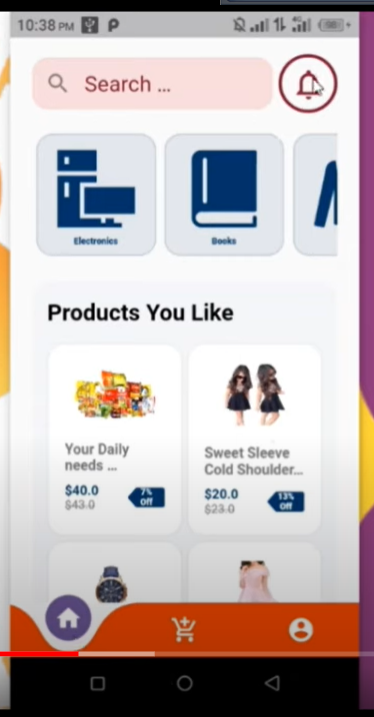 10:38 PM
Search ...
Electronics
Books
Products You Like
Your Daily
needs ...
Sweet Sleeve
Cold Shoulder...
$40.0
$43.0
7%
Off
$20.0
$23.0
13%
Off